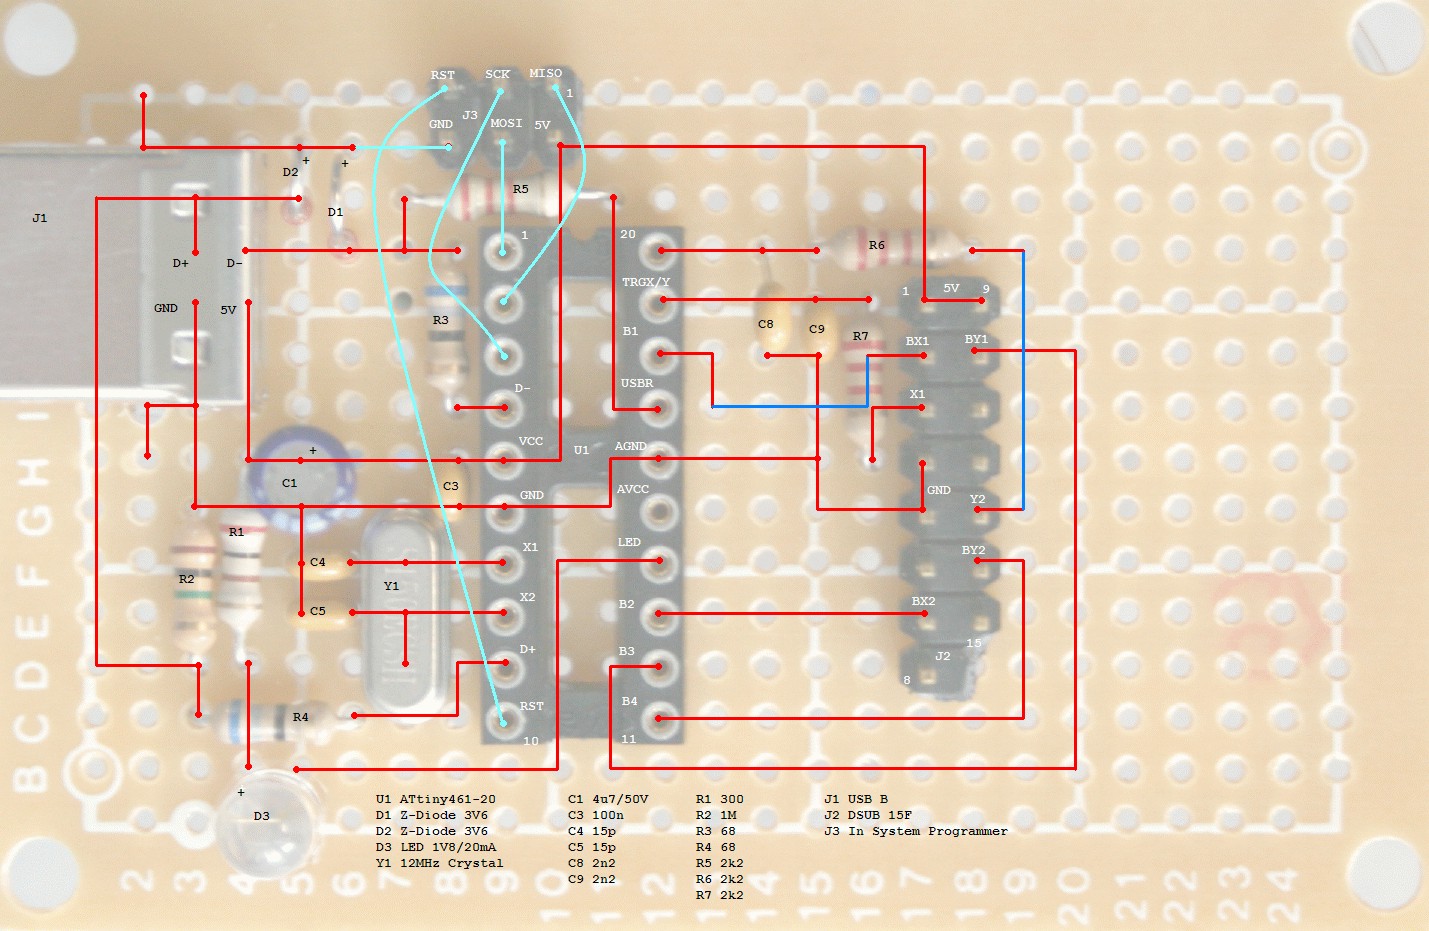 RST SCK MISO
1
J3
GND MOSI 5V
D2 +
+
R5
D1
J1
1
20
R6
D+ D-
TRGX/Y
1 5V 9
GND 5V
R3
C8 C9
B1
R7
BX1 BY1
D-
USBR
X1
+
VCC
U1
AGND
C1
C3
GND
AVCC
GND
Y2
R1
LED
X1
BY2
C4
R2
Y1
X2
B2
BX2
C5
D+
B3
15
J2
8
RST
B4
R4
10
11
+
D3
U1 ATtiny461-20
D1 Z-Diode 3V6
D2 Z-Diode 3V6
D3 LED 1V8/20mA
Y1 12MHz Crystal
C1 4u7/50V
C3 100n
C4 15p
C5 15p
C8 2n2
C9 2n2
R1 300
R2 1M
R3 68
R4 68
R5 2k2
R6 2k2
R7 2k2
J1 USB B
J2 DSUB 15F
J3 In System Programmer
B C D E F G H I
2 3 4 5 6 7 8 9 10 11 12 13 14 15 16 17 18 19 20 21 22 23 24